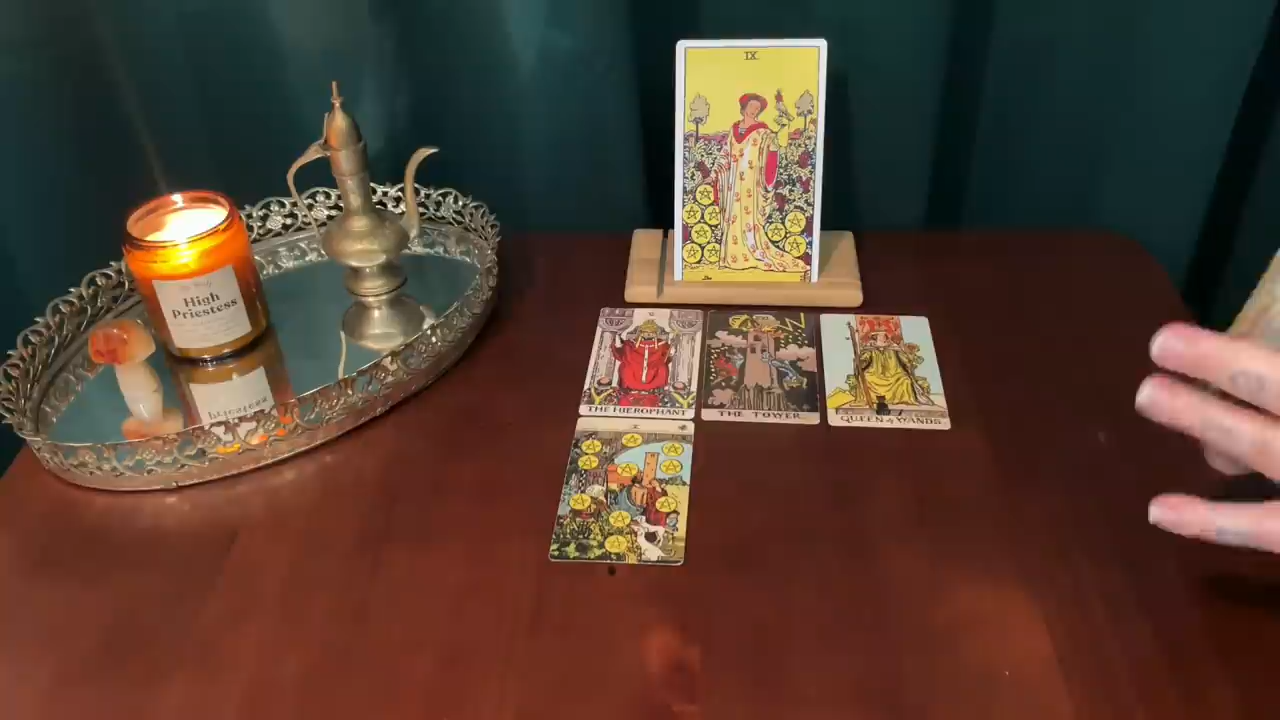 IX
High
Priestess
THE HIEROPHANT
THE TOWER.
QUEEN of WANDS
X